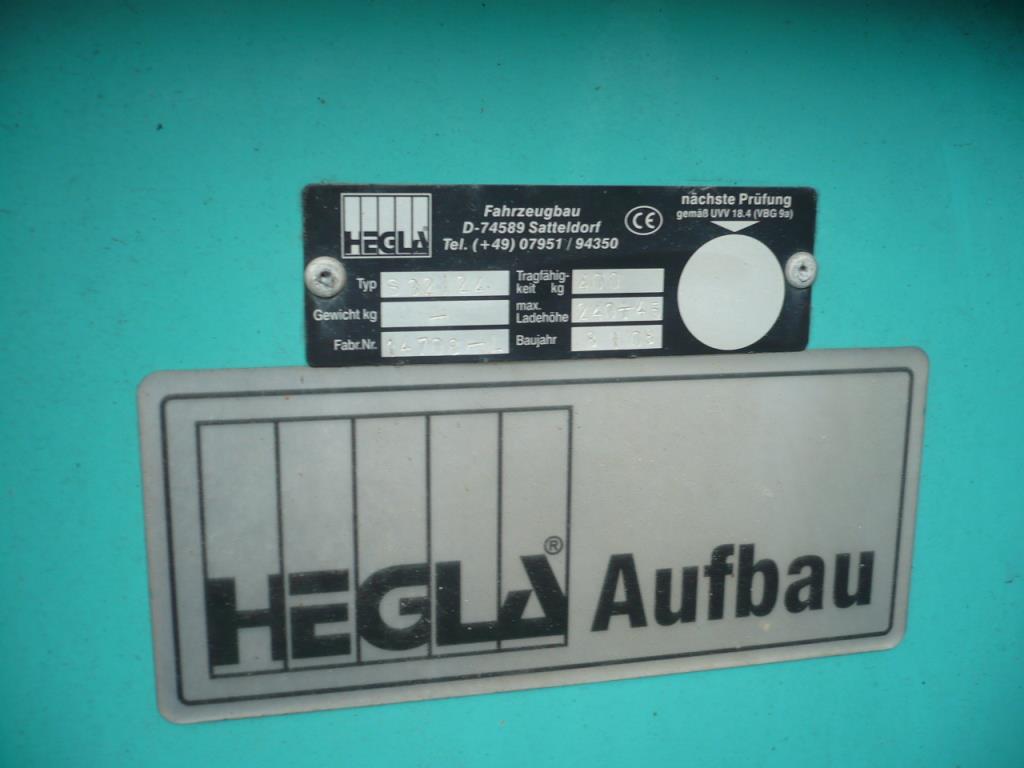 HEGLA
Fahrzeugbau
D-74589 Satteldorf
Tel. (+49) 07951 / 94350
CE
nächste Prüfung
gemäß UVV 18.4 (VBG 9a)
Typ
Tragfähig-
keit kg 400
Gewicht kg –
max.
Ladehöhe
Fabr.Nr.
Baujahr
HEGLA® Aufbau